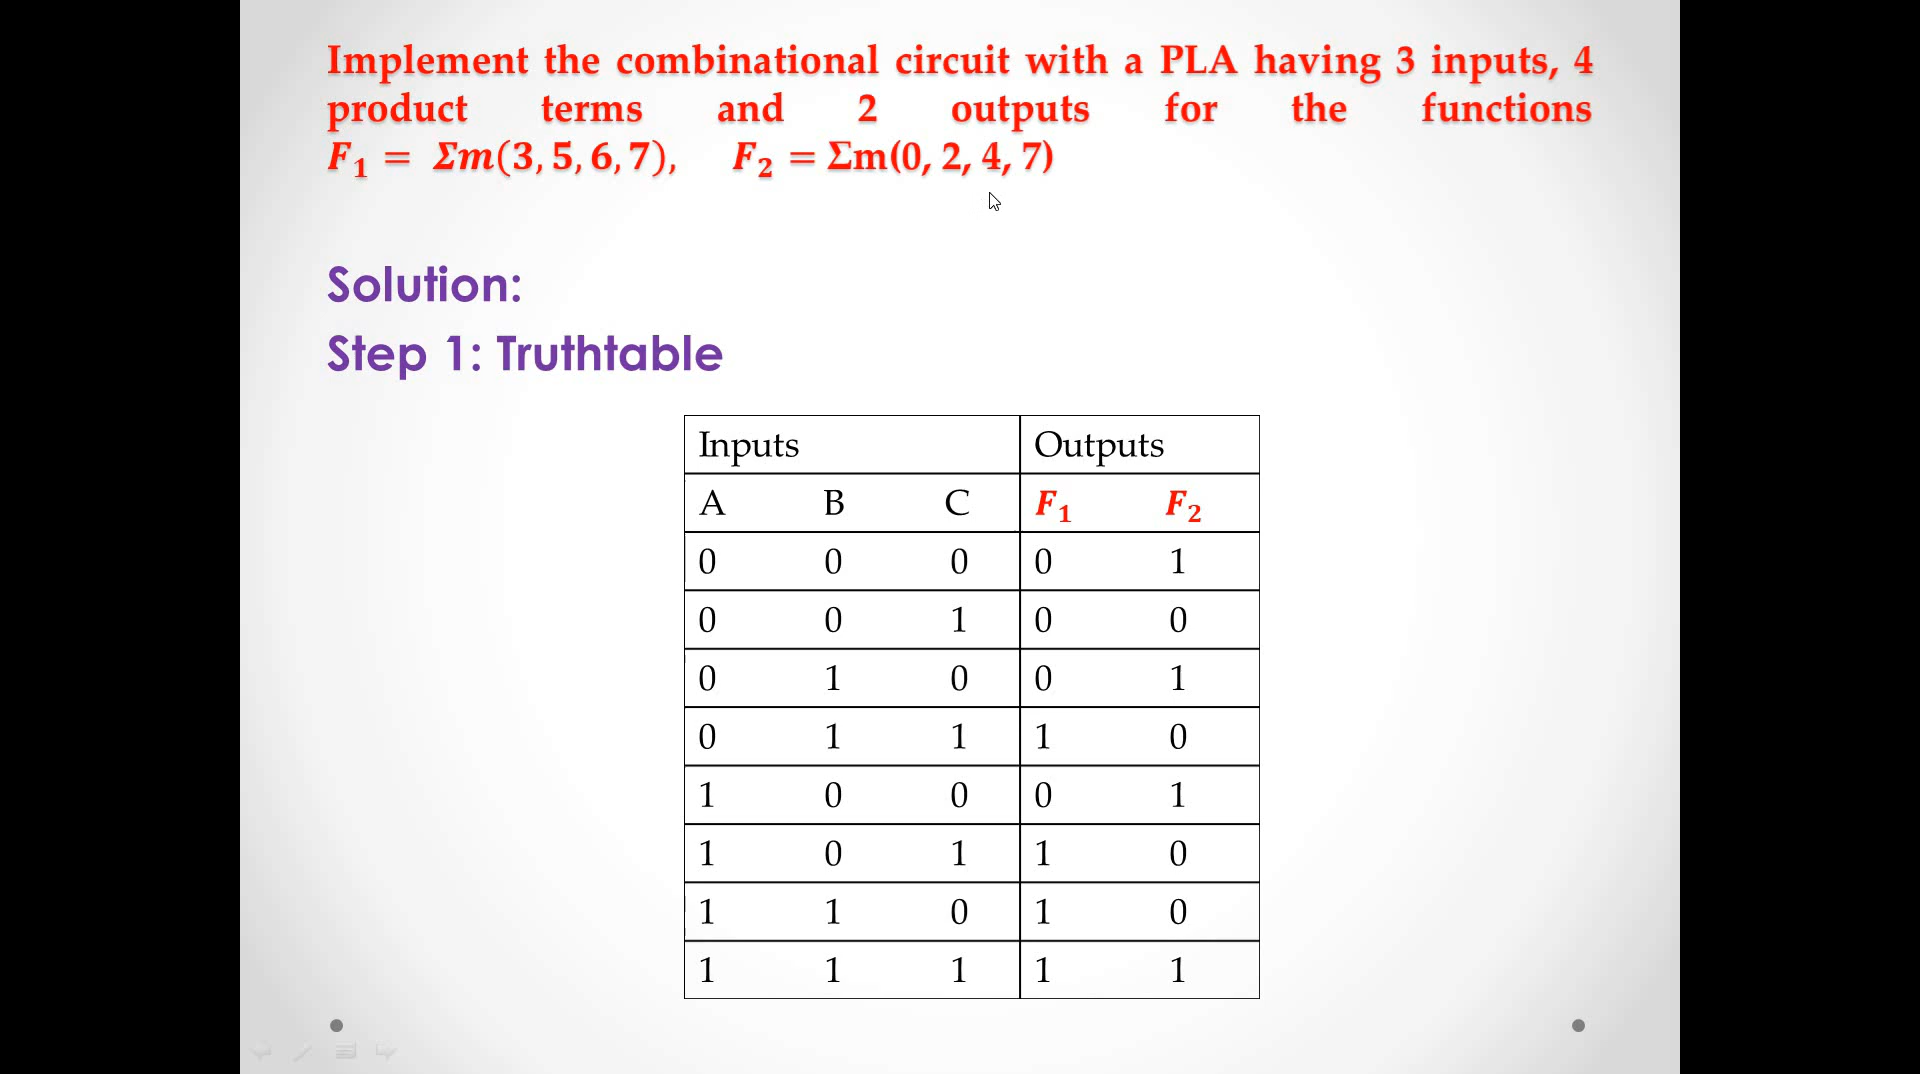 Implement the combinational circuit with a PLA having 3 inputs, 4
product terms and 2 outputs for the functions
F₁ = Σm(3, 5, 6, 7), F₂ = Σm(0, 2, 4, 7)
Solution:
Step 1: Truthtable
Inputs Outputs
A B C F₁ F₂
0 0 0 0 1
0 0 1 0 0
0 1 0 0 1
0 1 1 1 0
1 0 0 0 1
1 0 1 1 0
1 1 0 1 0
1 1 1 1 1